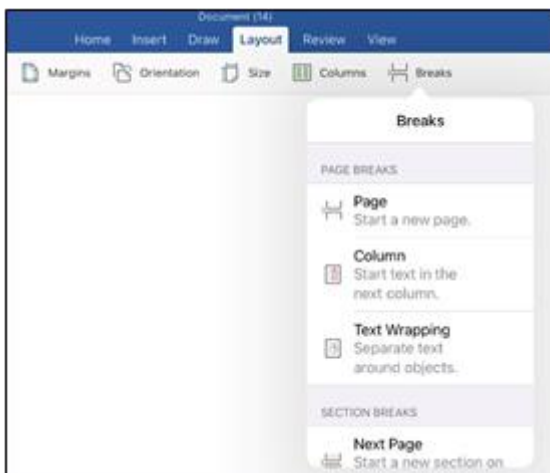 Document (14)
Home Insert Draw Layout Review View
Margins Orientation Size Columns Breaks
Breaks
PAGE BREAKS
Page
Start a new page.
Column
Start text in the
next column.
Text Wrapping
Separate text
around objects.
SECTION BREAKS
Next Page
Start a new section on